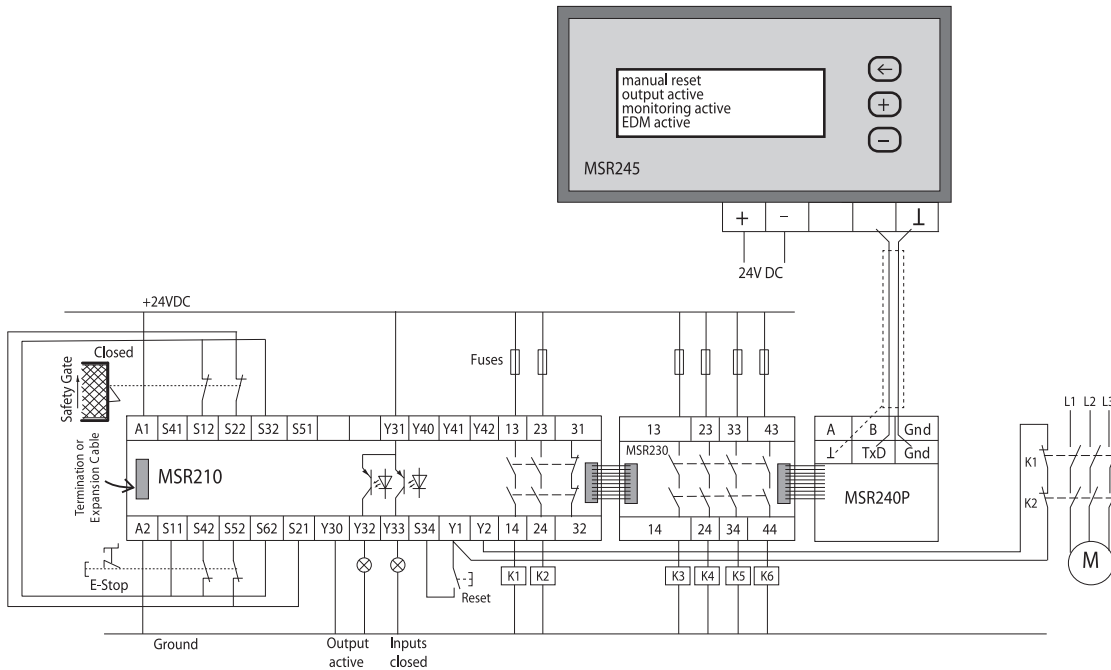 manual reset
output active
monitoring active
EDM active
MSR245
+ −
24V DC
+24VDC
Closed
Safety Gate
Fuses
L1 L2 L3
A1 S41 S12 S22 S32 S51 Y31 Y40 Y41 Y42 13 23 31
13 23 33 43
A B Gnd
TxD Gnd
Termination or
Expansion Cable
MSR210
MSR230
MSR240P
K1
K2
M
A2 S11 S42 S52 S62 S21 Y30 Y32 Y33 S34 Y1 Y2 14 24 32
14 24 34 44
E-Stop
K1 K2
K3 K4 K5 K6
Reset
Ground
Output
active
Inputs
closed